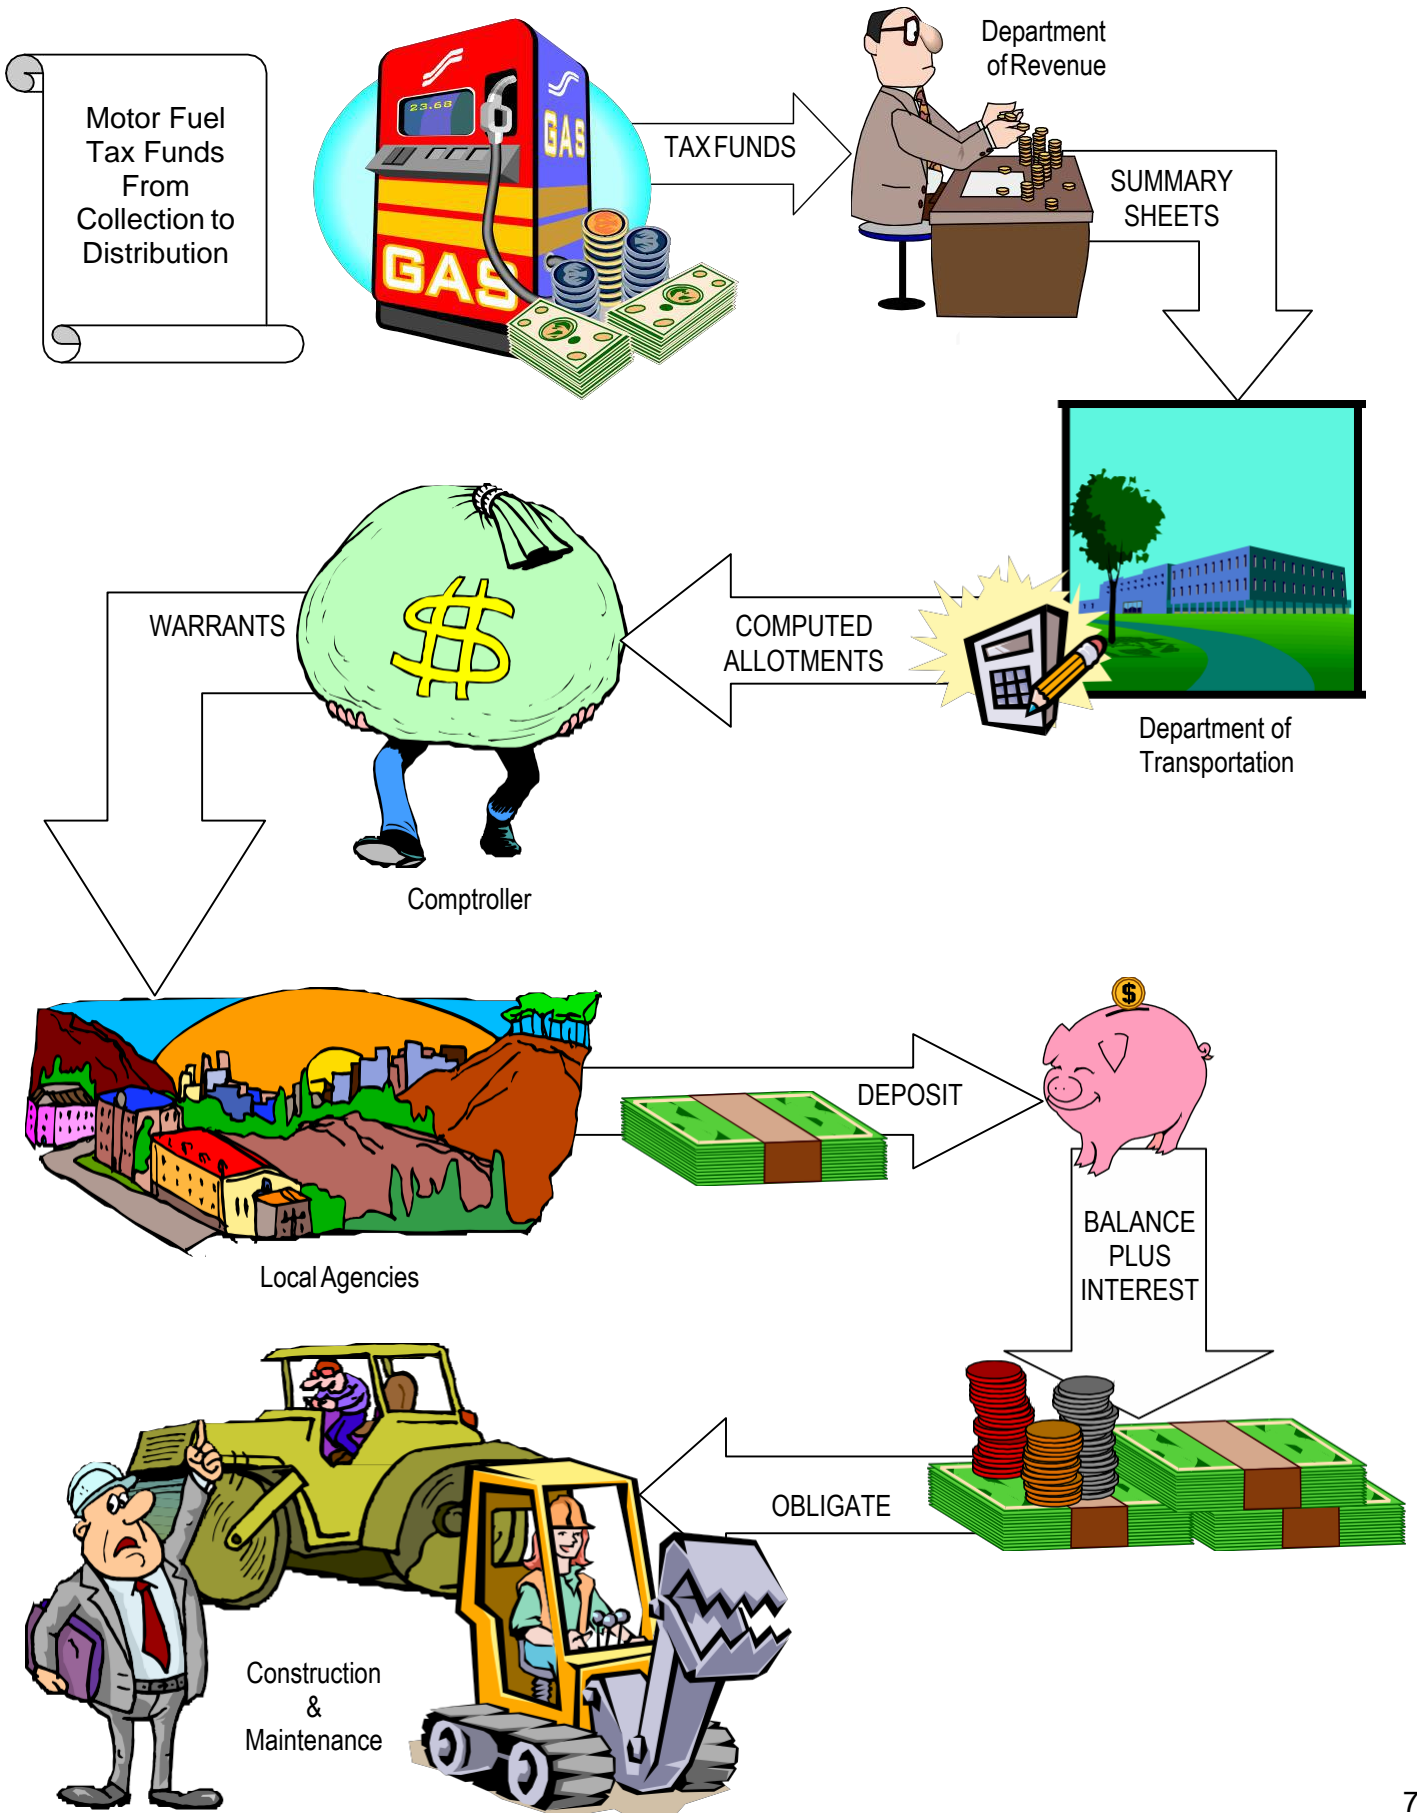 Motor Fuel
Tax Funds
From
Collection to
Distribution
23.68
GAS
GAS
TAX FUNDS
Department
of Revenue
SUMMARY
SHEETS
WARRANTS
$
COMPUTED
ALLOTMENTS
Department of
Transportation
Comptroller
$
DEPOSIT
Local Agencies
BALANCE
PLUS
INTEREST
OBLIGATE
Construction
&
Maintenance
7